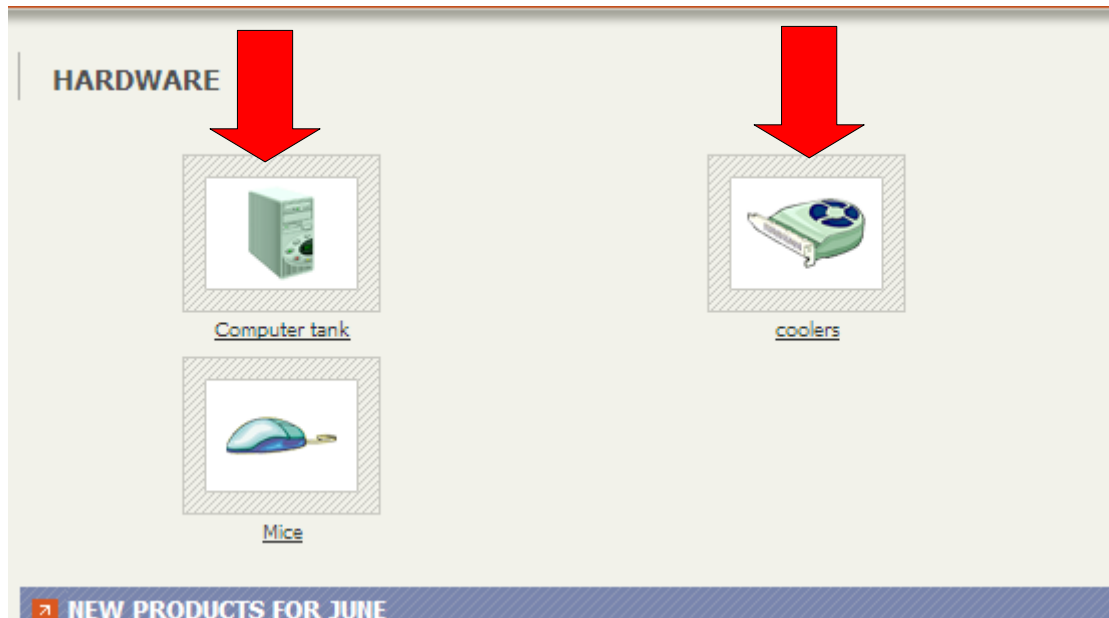 HARDWARE
Computer tank
coolers
Mice
NEW PRODUCTS FOR JUNE